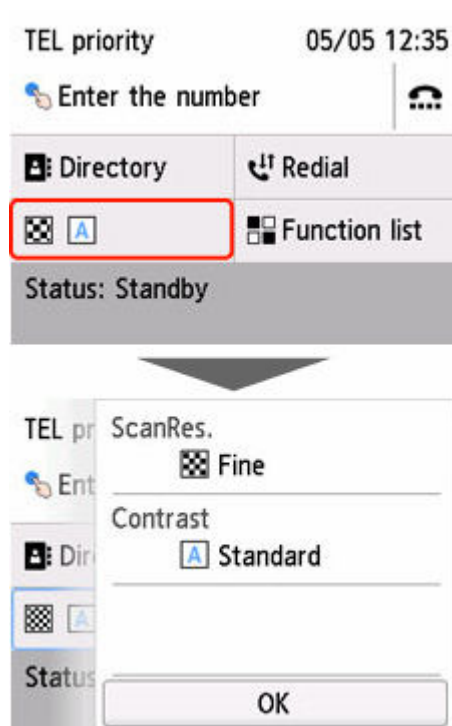 TEL priority 05/05 12:35
Enter the number
Directory Redial
A Function list
Status: Standby
TEL pr ScanRes.
Fine
Ent
Contrast
Dir A Standard
A
Status
OK